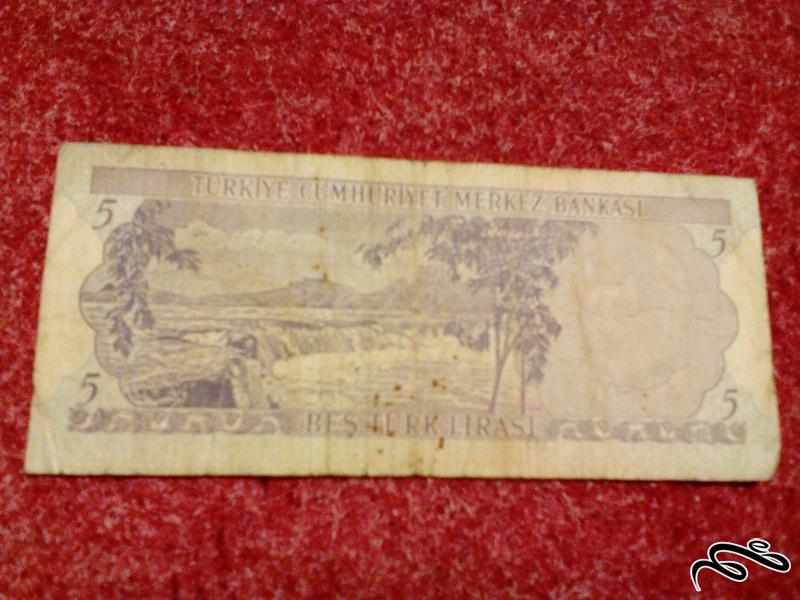 TÜRKİYE CUMHURİYET MERKEZ BANKASI
5 5
5 5
BEŞ TÜRK LİRASI